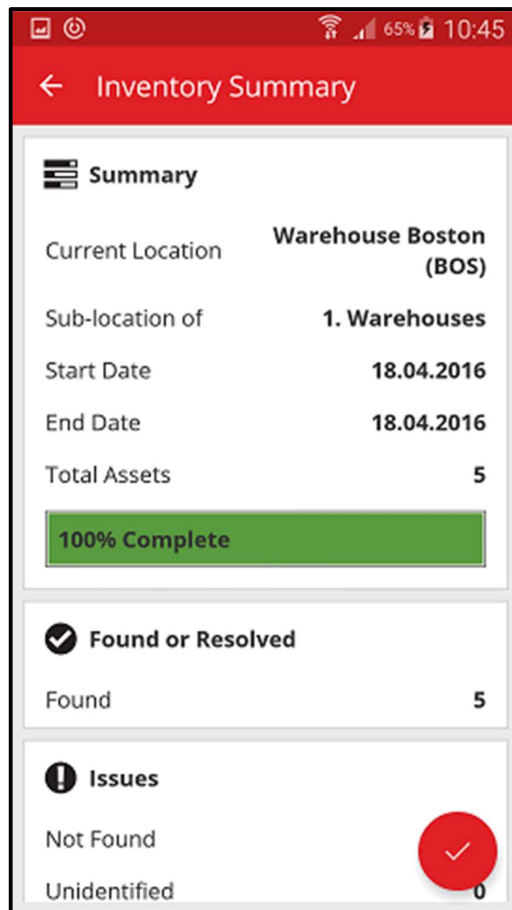 65% 10:45
Inventory Summary
Summary
Current Location Warehouse Boston
(BOS)
Sub-location of 1. Warehouses
Start Date 18.04.2016
End Date 18.04.2016
Total Assets 5
100% Complete
Found or Resolved
Found 5
Issues
Not Found
Unidentified 0